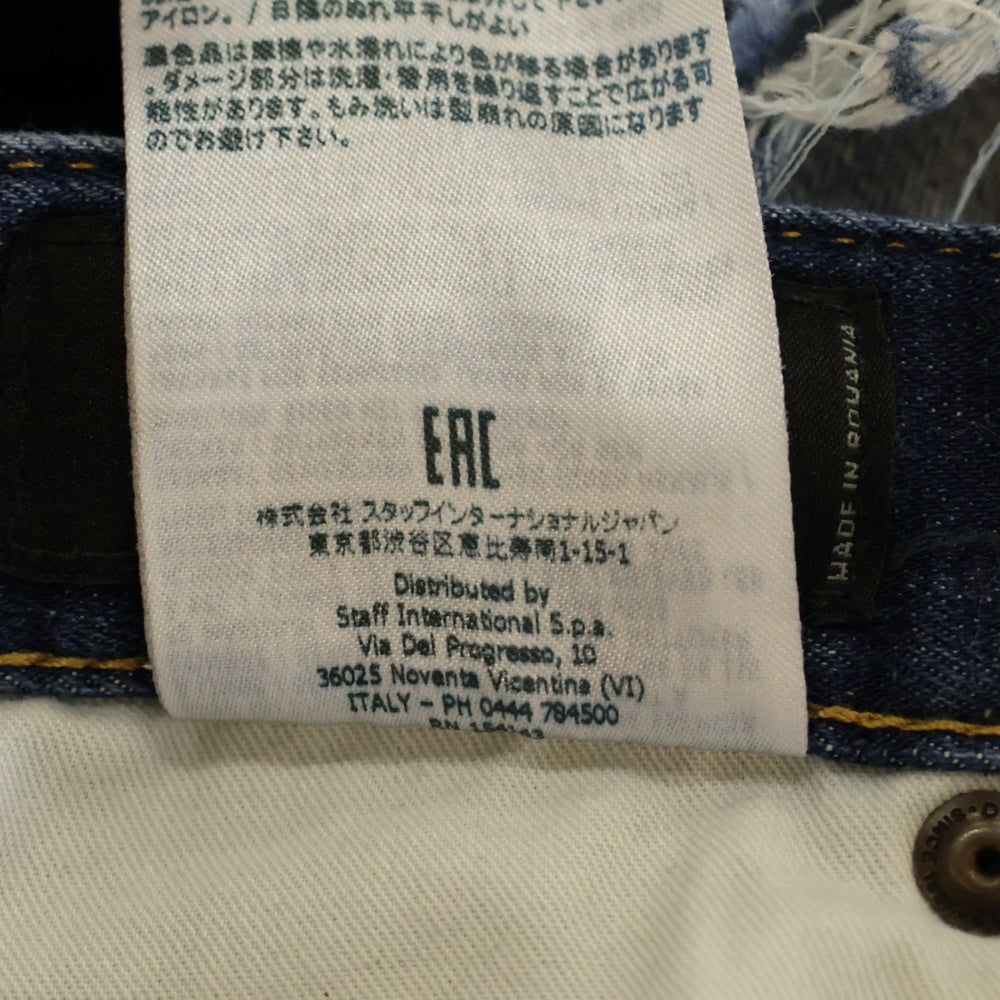 アイロン。/日陰のぬれ平干しがよい
濃色品は摩擦や水濡れにより色が移る場合があります
。ダメージ部分は洗濯・着用を繰り返すことで広がる可
能性があります。もみ洗いは型崩れの原因になります
のでお避け下さい。
EAC
株式会社 スタッフインターナショナルジャパン
東京都渋谷区恵比寿南1-15-1
Distributed by
Staff International S.p.a.
Via Del Progresso, 10
36025 Noventa Vicentina (VI)
ITALY - PH 0444 784500
MADE IN ROMANIA